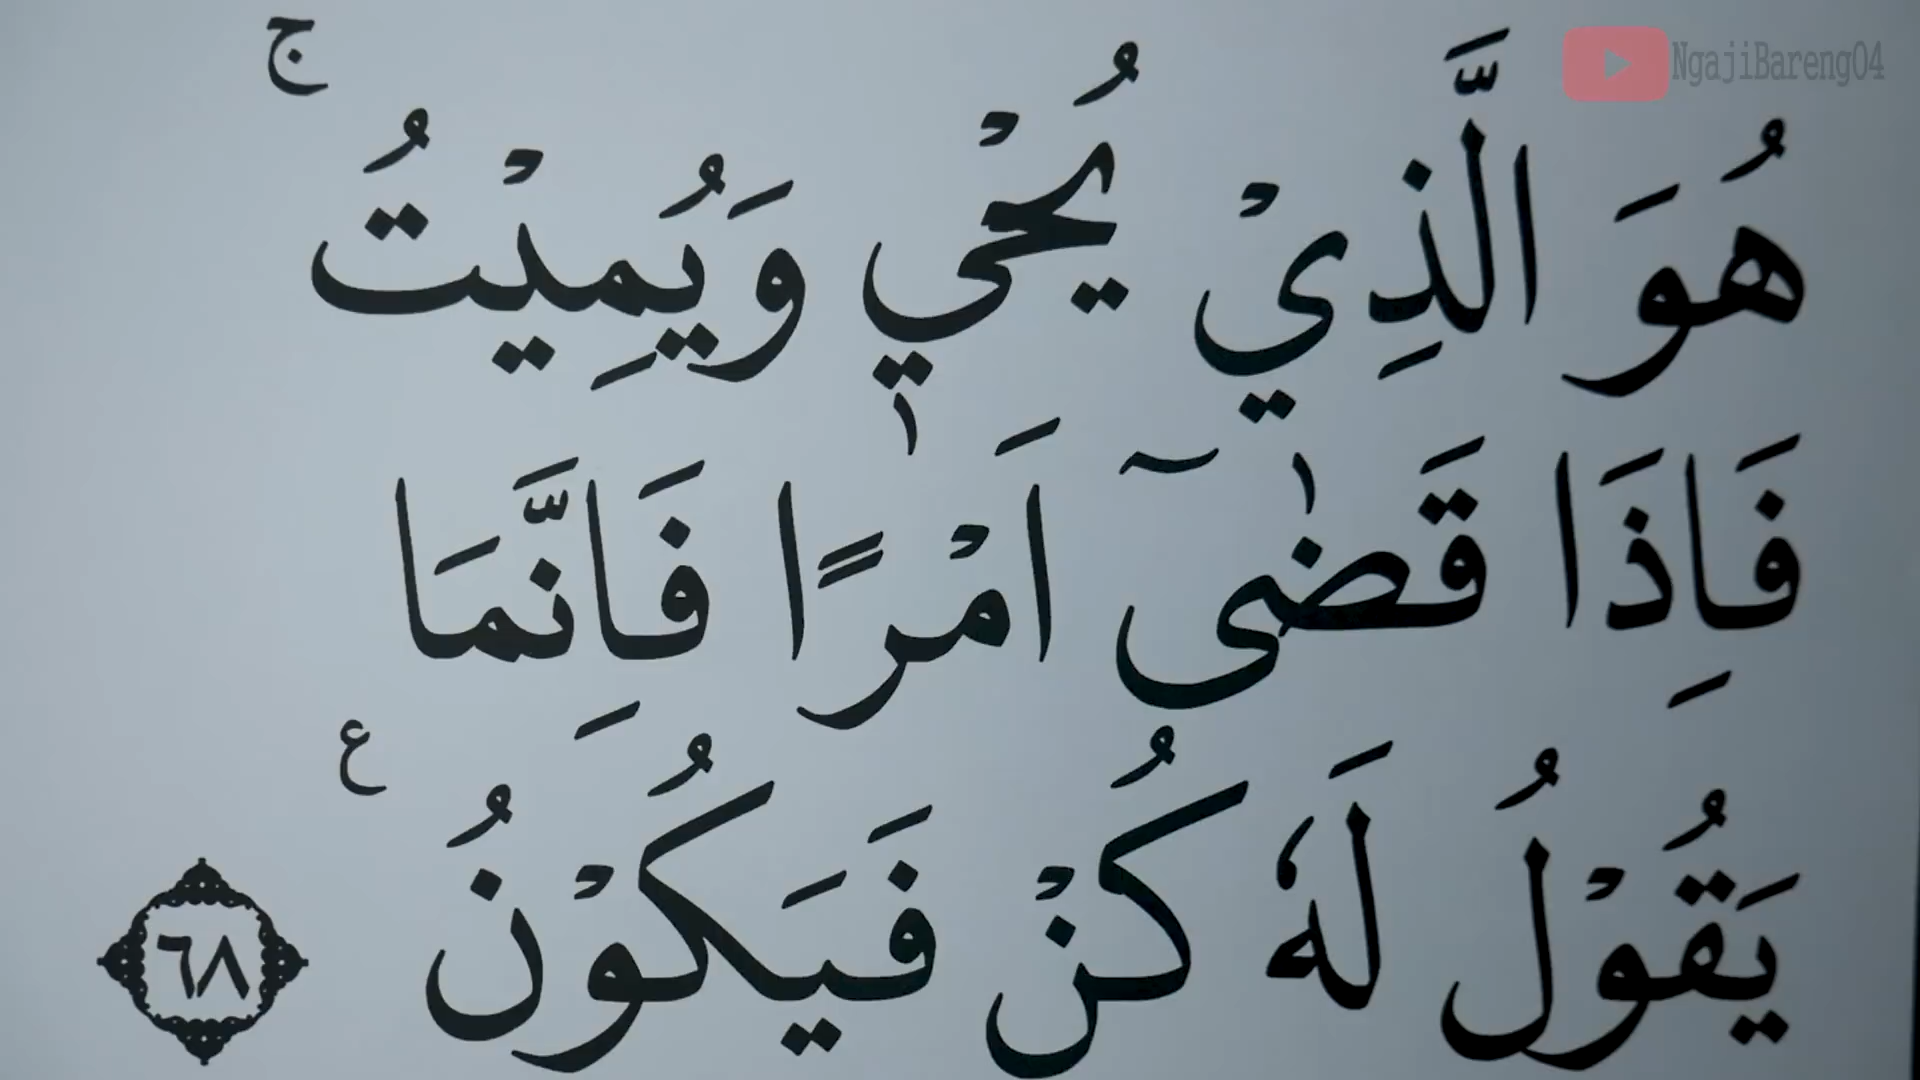 NgajiBareng04
هُوَ الَّذِيْ يُحْيٖ وَيُمِيْتُ ۚ
فَاِذَا قَضٰىٓ اَمْرًا فَاِنَّمَا
يَقُوْلُ لَهٗ كُنْ فَيَكُوْنُ ࣖ ٦٨